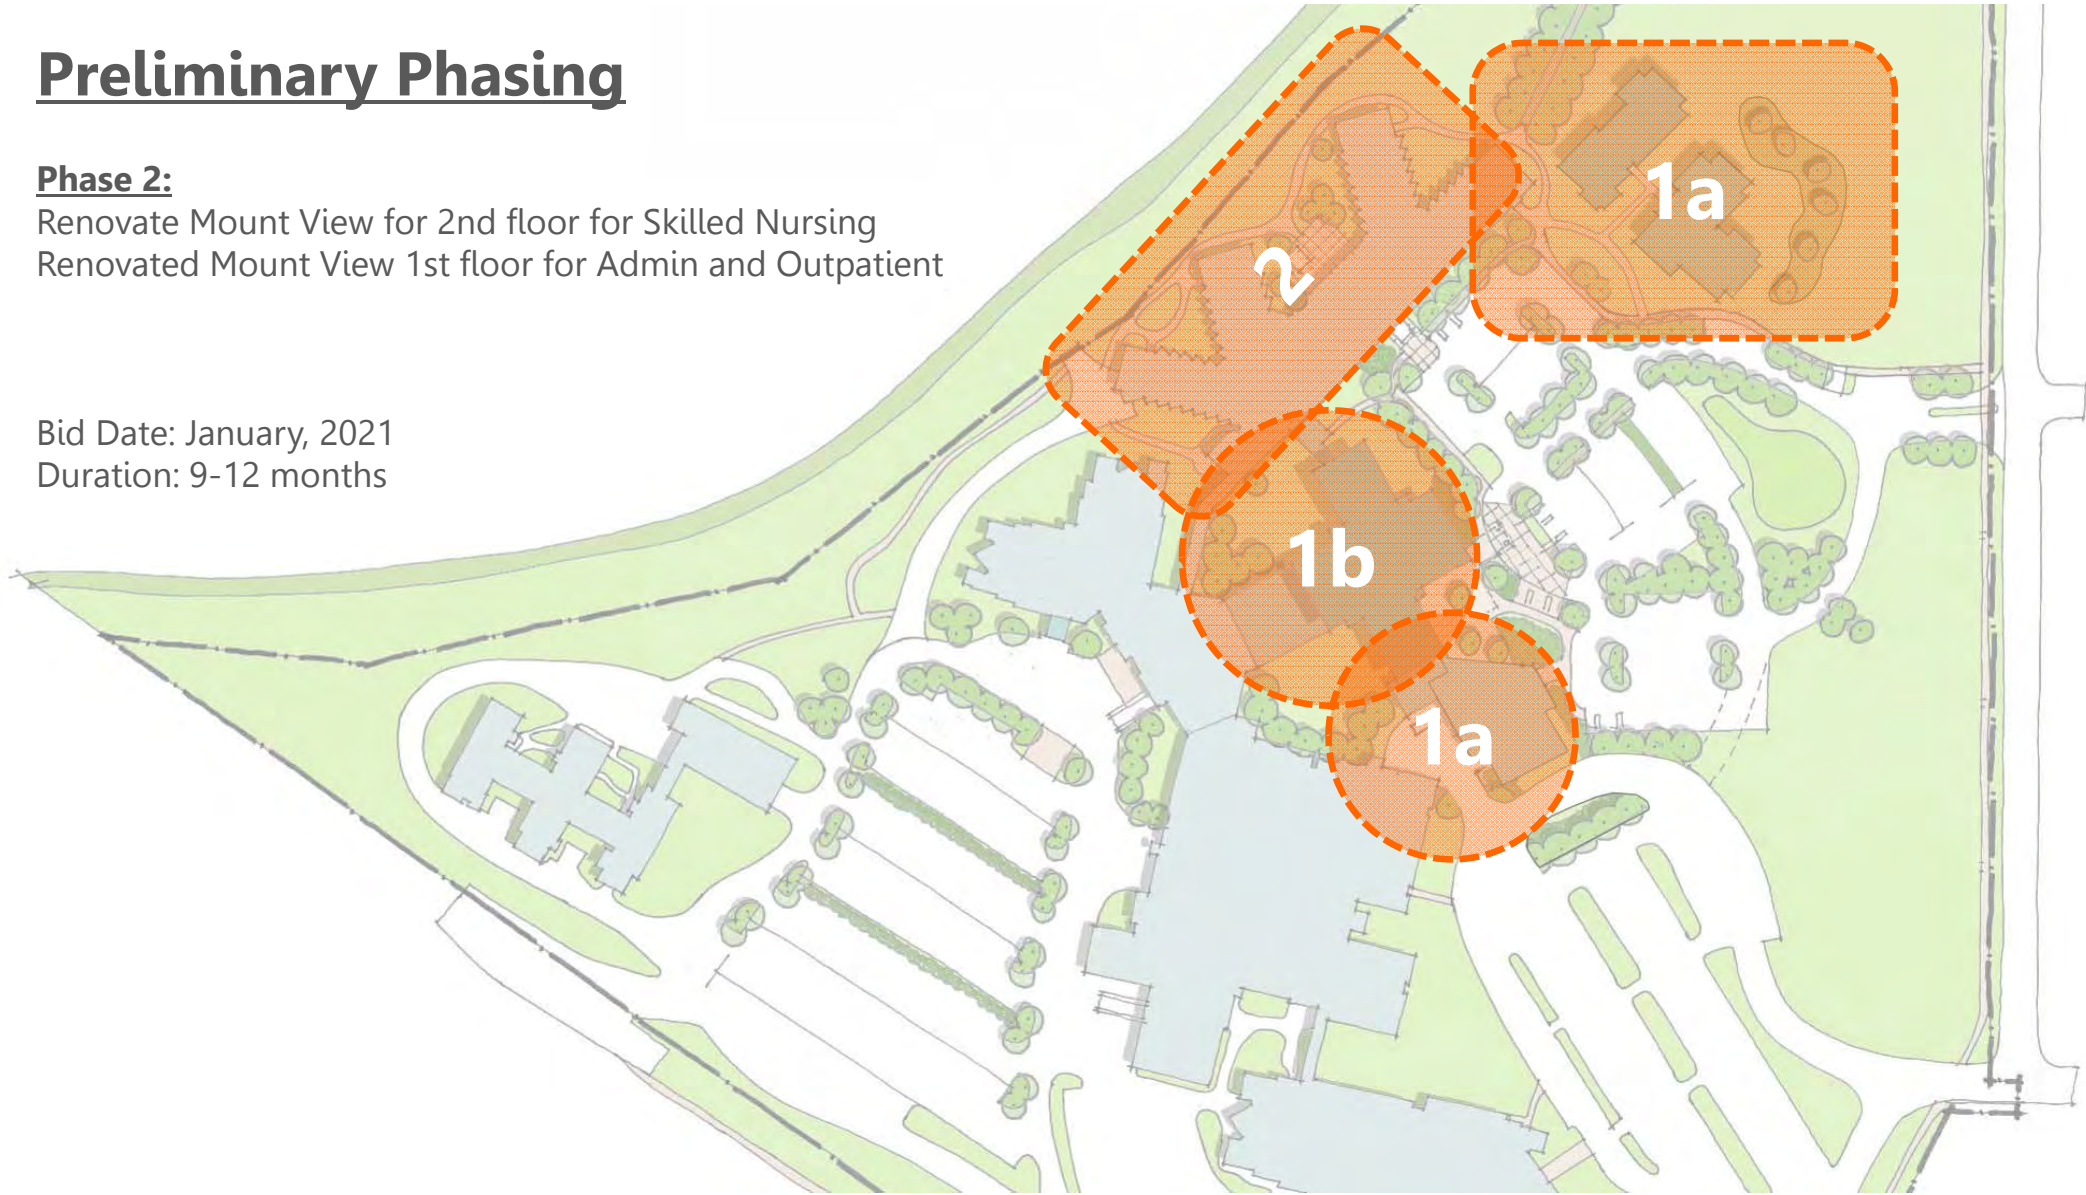 Preliminary Phasing
Phase 2:
Renovate Mount View for 2nd floor for Skilled Nursing
Renovated Mount View 1st floor for Admin and Outpatient
Bid Date: January, 2021
Duration: 9-12 months
1a
2
1b
1a